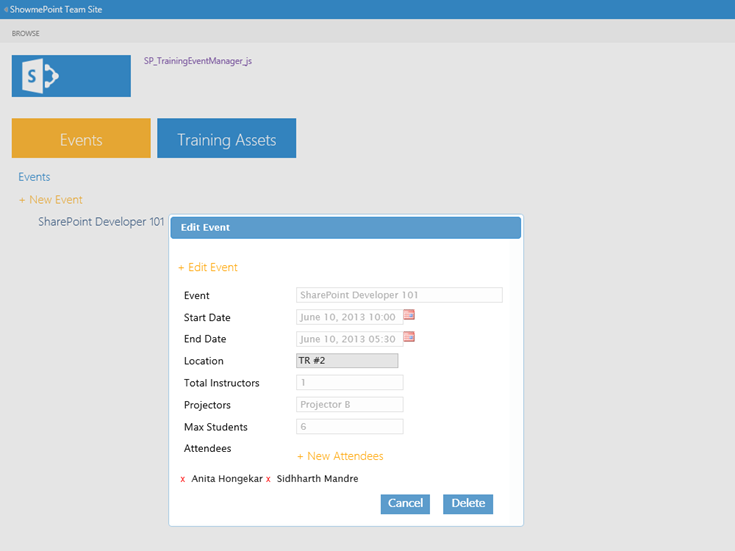 ShowmePoint Team Site
BROWSE
S
SP_TrainingEventManager_js
Events
Training Assets
Events
+ New Event
SharePoint Developer 101
Edit Event
+ Edit Event
Event SharePoint Developer 101
Start Date June 10, 2013 10:00
End Date June 10, 2013 05:30
Location TR #2
Total Instructors 1
Projectors Projector B
Max Students 6
Attendees
+ New Attendees
x Anita Hongekar x Sidhharth Mandre
Cancel Delete